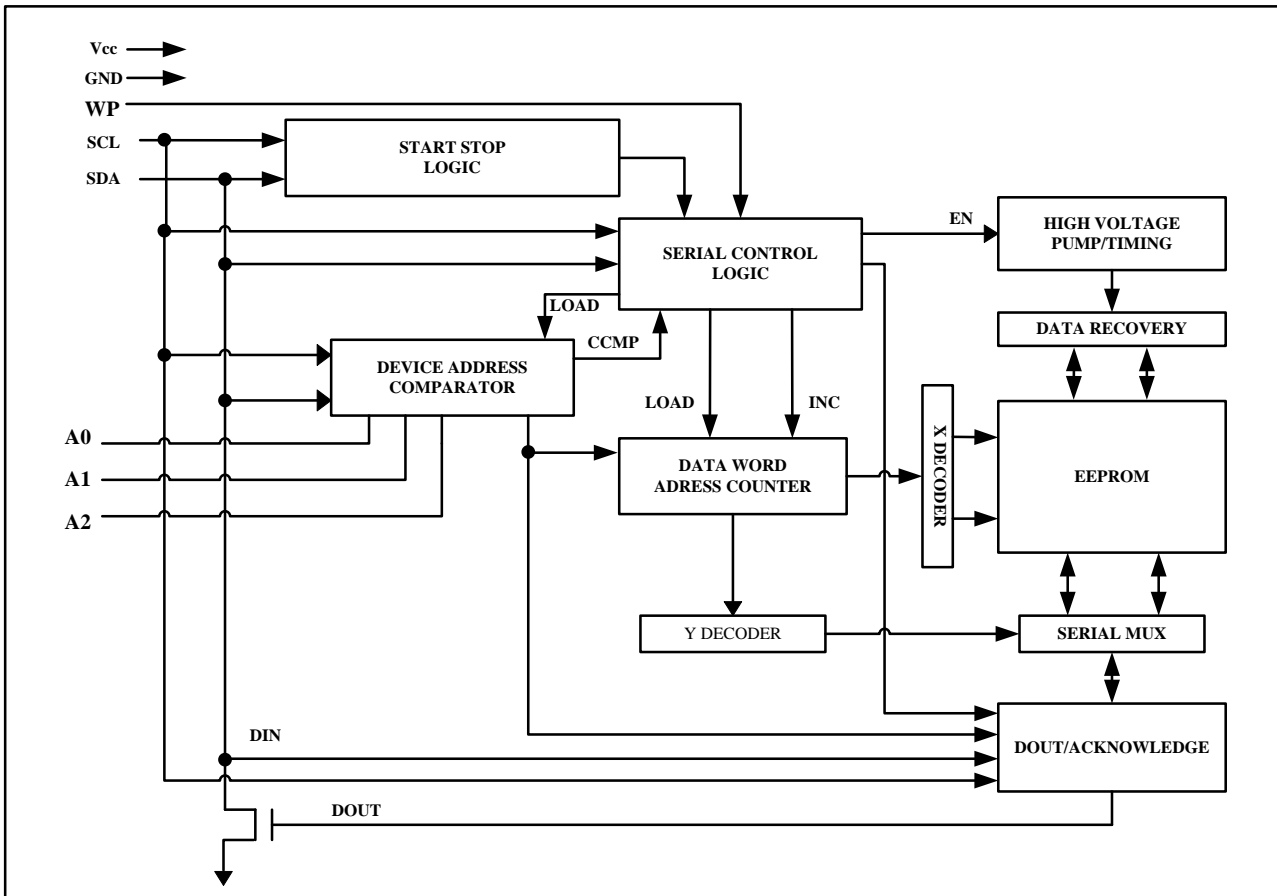 Vcc
GND
WP
SCL
SDA
START STOP
LOGIC
SERIAL CONTROL
LOGIC
EN
HIGH VOLTAGE
PUMP/TIMING
DATA RECOVERY
LOAD
CCMP
DEVICE ADDRESS
COMPARATOR
LOAD
INC
A0
A1
A2
DATA WORD
ADRESS COUNTER
X DECODER
EEPROM
Y DECODER
SERIAL MUX
DIN
DOUT/ACKNOWLEDGE
DOUT